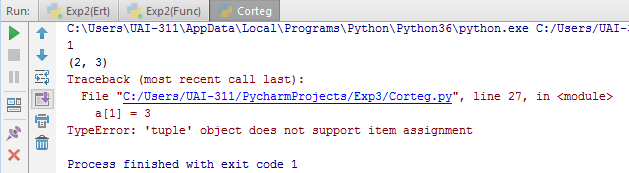 Run: Exp2(Ert) Exp2(Func) Corteg
C:\Users\UAI-311\AppData\Local\Programs\Python\Python36\python.exe C:/Users/UAI-
1
(2, 3)
Traceback (most recent call last):
File "C:/Users/UAI-311/PycharmProjects/Exp3/Corteg.py", line 27, in <module>
a[1] = 3
TypeError: 'tuple' object does not support item assignment
Process finished with exit code 1